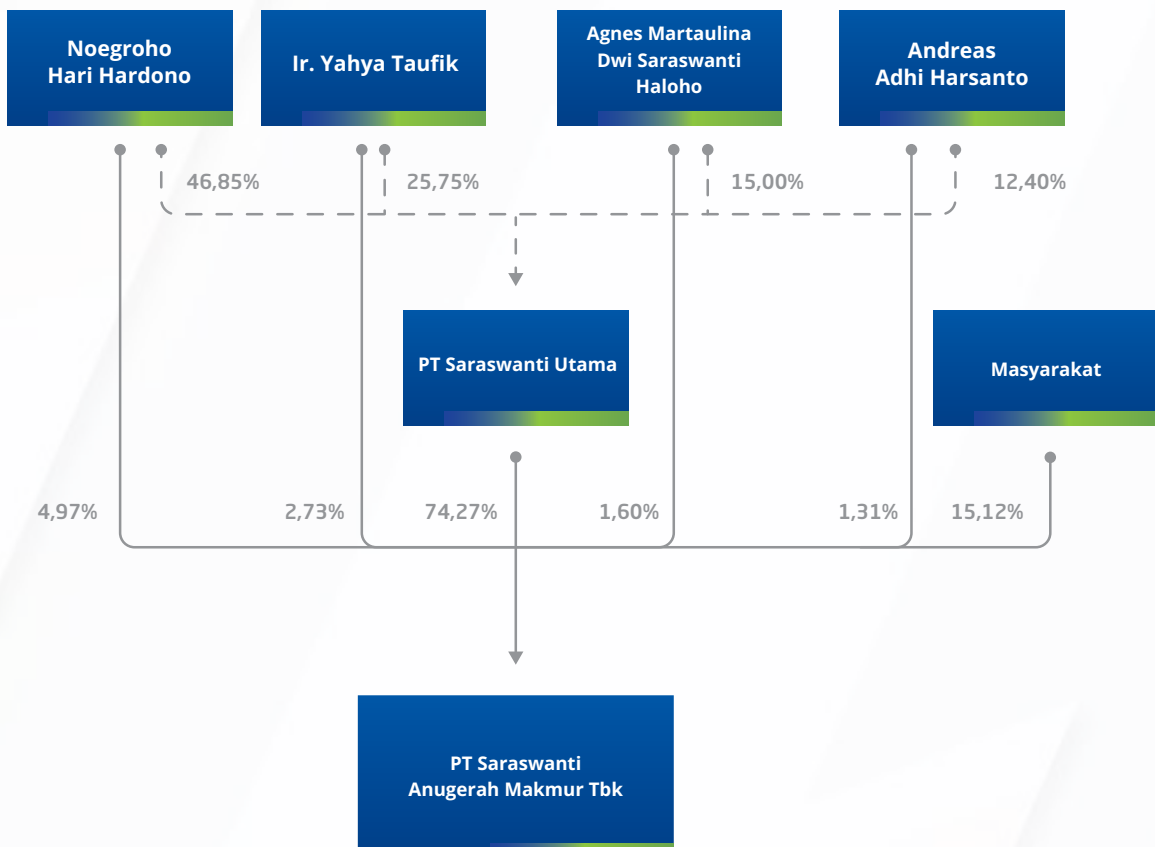 Noegroho
Hari Hardono
Ir. Yahya Taufik
Agnes Martaulina
Dwi Saraswanti
Haloho
Andreas
Adhi Harsanto
46,85%
25,75%
15,00%
12,40%
PT Saraswanti Utama
Masyarakat
4,97%
2,73%
74,27%
1,60%
1,31%
15,12%
PT Saraswanti
Anugerah Makmur Tbk